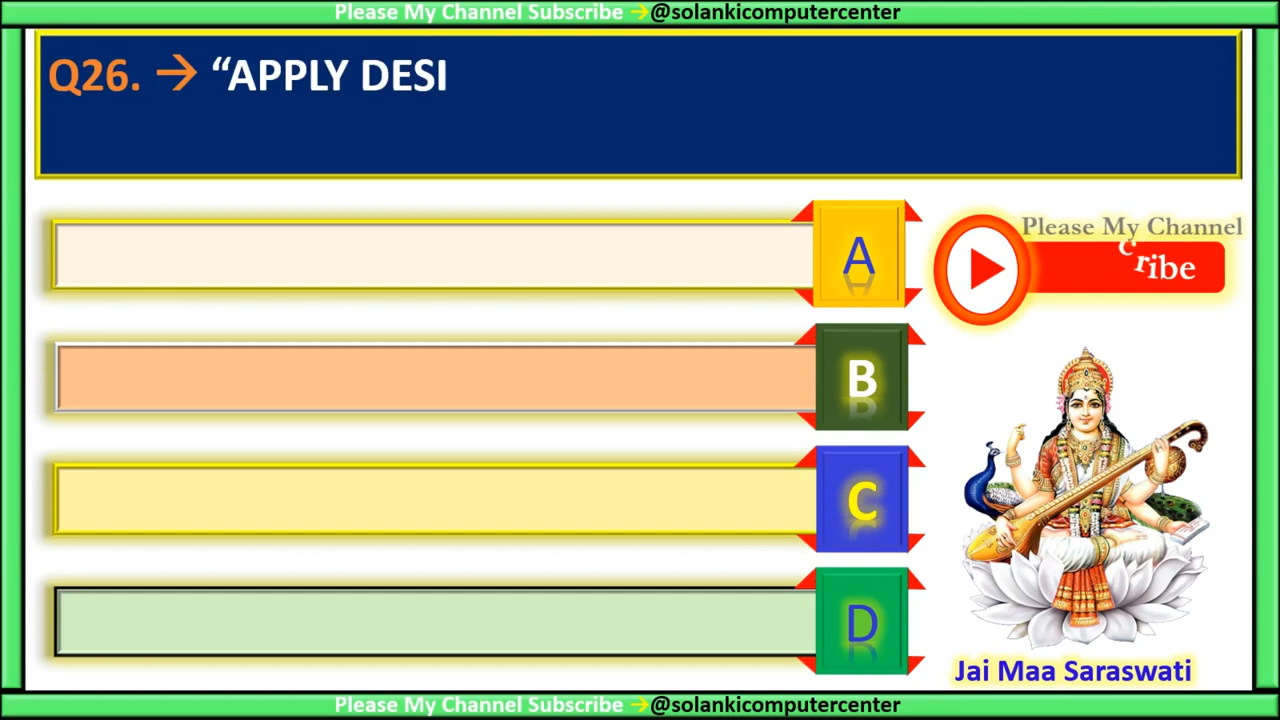 Please My Channel Subscribe →@solankicomputercenter
Q26. → “APPLY DESI
A
Please My Channel
cribe
B
C
D
Jai Maa Saraswati
Please My Channel Subscribe →@solankicomputercenter